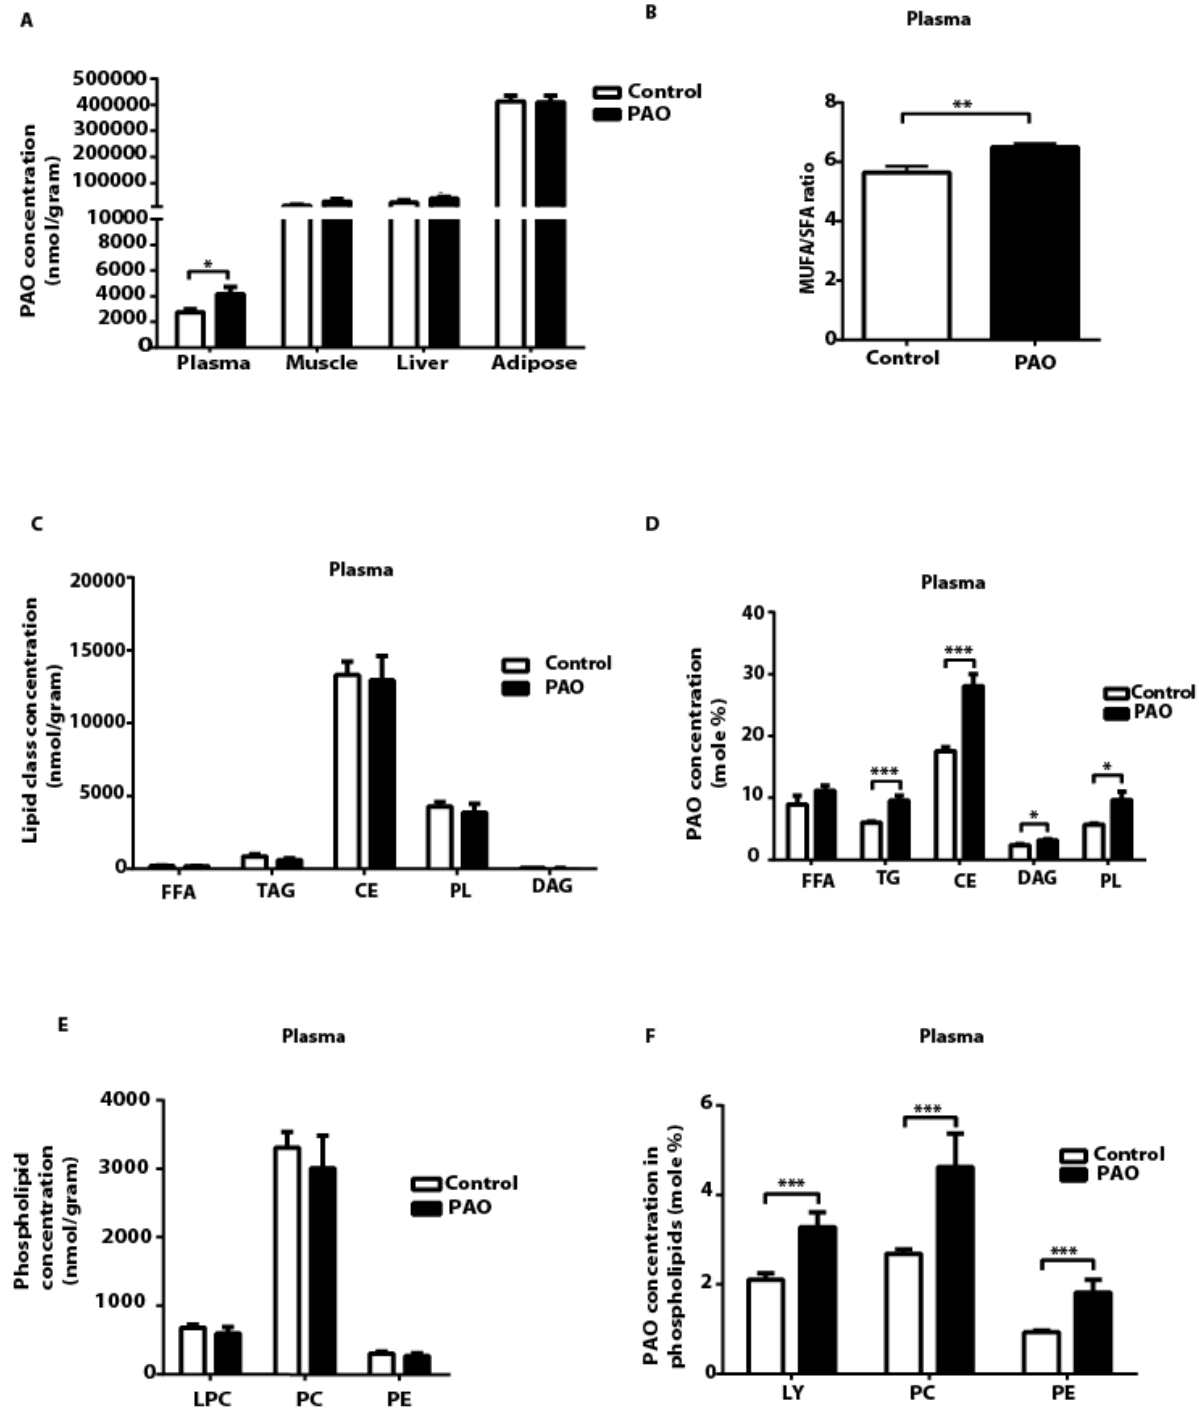 A
PAO concentration
(nmol/gram)
500000
400000
300000
200000
100000
10000
8000
6000
4000
2000
0
*
Plasma
Muscle
Liver
Adipose
Control
PAO
B
Plasma
MUFA/SFA ratio
8
6
4
2
0
**
Control
PAO
C
Plasma
Lipid class concentration
(nmol/gram)
20000
15000
10000
5000
0
FFA
TAG
CE
PL
DAG
Control
PAO
D
Plasma
PAO concentration
(mole %)
40
30
20
10
0
***
***
*
*
FFA
TG
CE
DAG
PL
Control
PAO
E
Plasma
Phospholipid
concentration
(nmol/gram)
4000
3000
2000
1000
0
LPC
PC
PE
Control
PAO
F
Plasma
PAO concentration in
phospholipids (mole %)
6
4
2
0
***
***
***
LY
PC
PE
Control
PAO